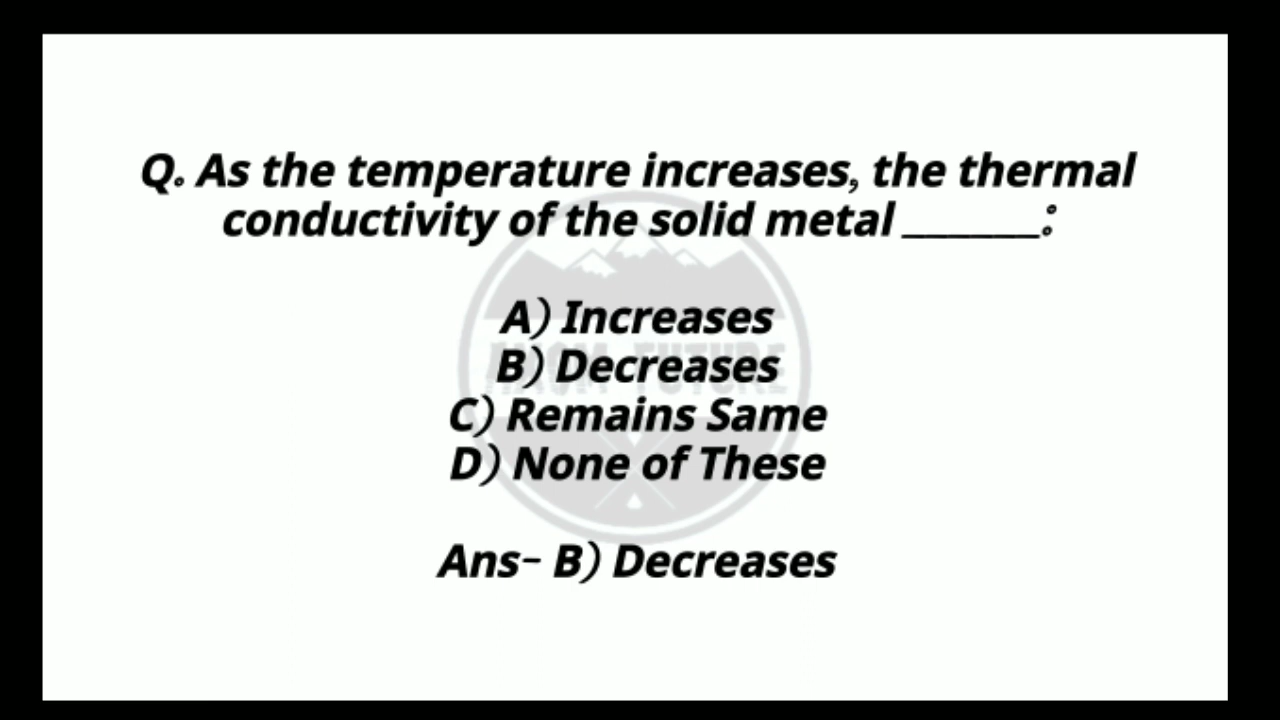 Q. As the temperature increases, the thermal
conductivity of the solid metal ______:
A) Increases
B) Decreases
C) Remains Same
D) None of These
Ans- B) Decreases